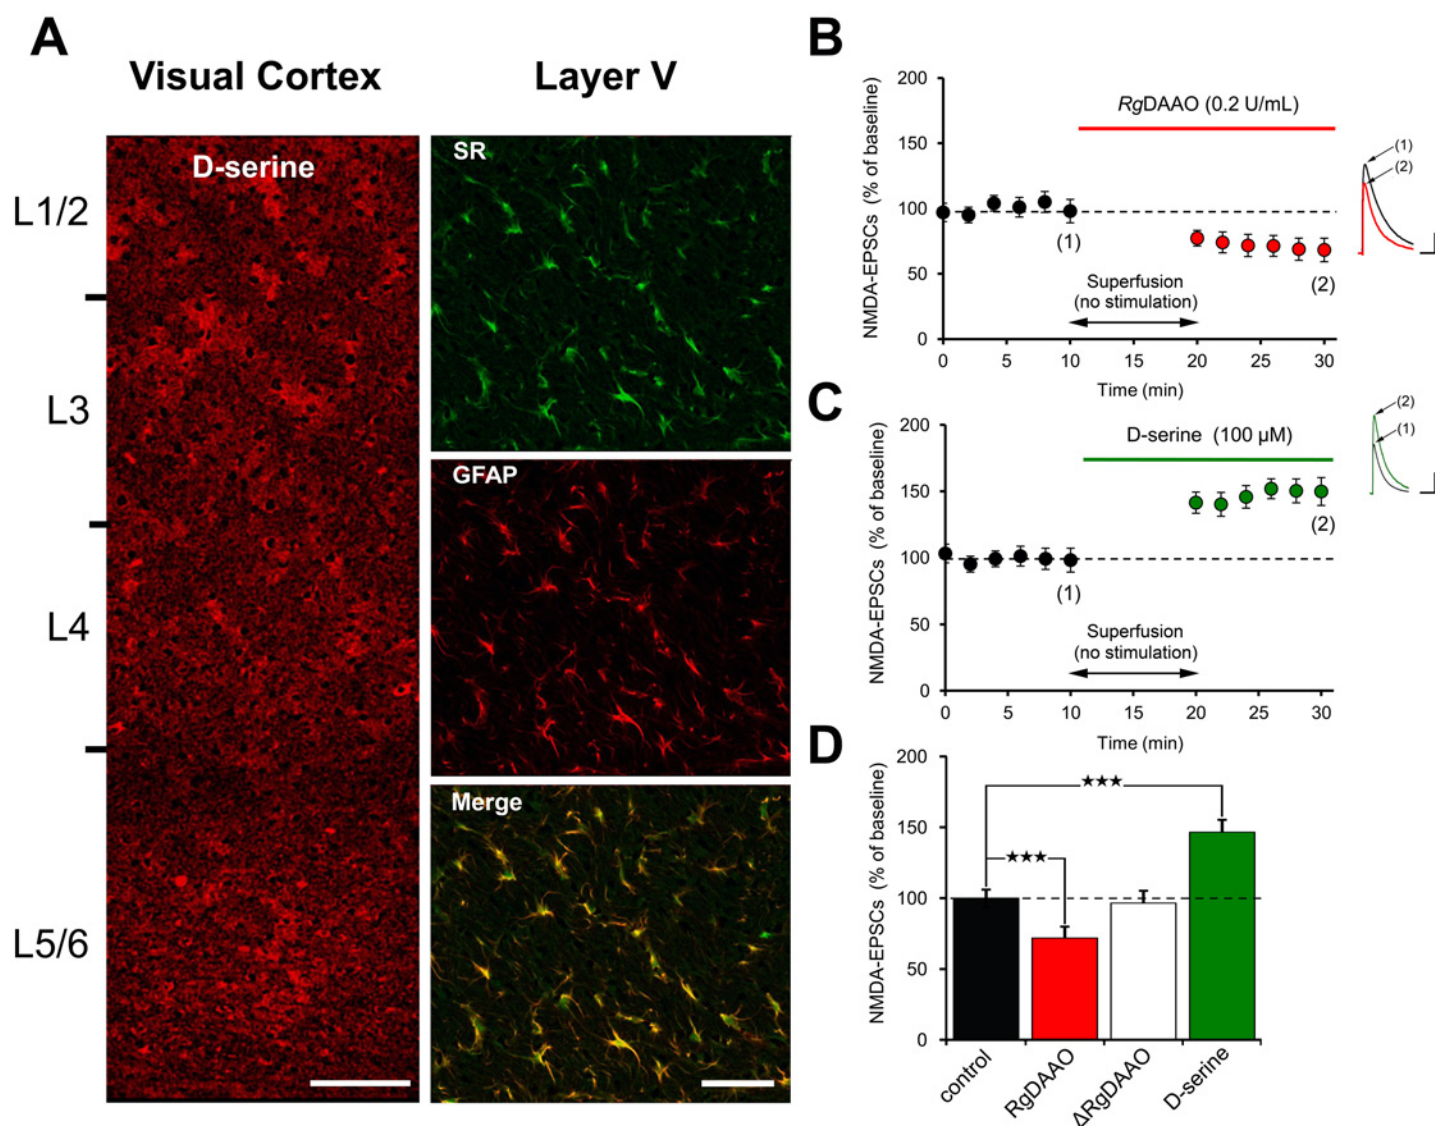 A
Visual Cortex
Layer V
D-serine
L1/2
L3
L4
L5/6
SR
GFAP
Merge
B
NMDA-EPSCs (% of baseline)
200
150
100
50
0
RgDAAO (0.2 U/mL)
(1)
(2)
Superfusion
(no stimulation)
0 5 10 15 20 25 30
Time (min)
(1)
(2)
C
NMDA-EPSCs (% of baseline)
200
150
100
50
0
D-serine (100 µM)
(1)
(2)
Superfusion
(no stimulation)
0 5 10 15 20 25 30
Time (min)
(2)
(1)
D
NMDA-EPSCs (% of baseline)
200
150
100
50
0
★★★
★★★
control
RgDAAO
ΔRgDAAO
D-serine